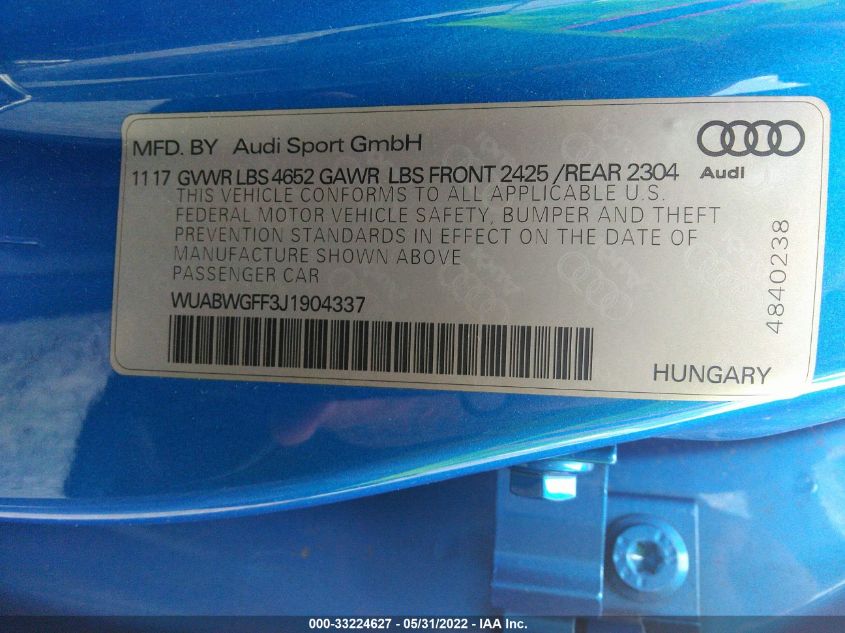 MFD. BY Audi Sport GmbH
11 17 GVWR LBS 4652 GAWR LBS FRONT 2425 /REAR 2304
Audi
THIS VEHICLE CONFORMS TO ALL APPLICABLE U.S.
FEDERAL MOTOR VEHICLE SAFETY, BUMPER AND THEFT
PREVENTION STANDARDS IN EFFECT ON THE DATE OF
MANUFACTURE SHOWN ABOVE
PASSENGER CAR
WUABWGFF3J1904337
4840238
HUNGARY
000-33224627 - 05/31/2022 - IAA Inc.